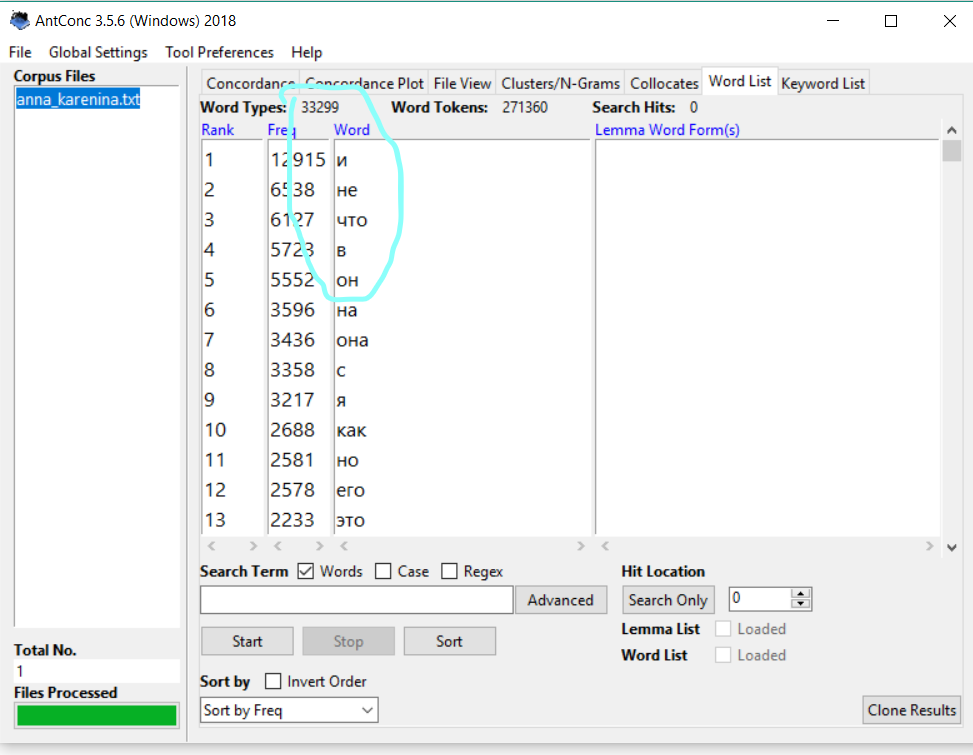 AntConc 3.5.6 (Windows) 2018
File Global Settings Tool Preferences Help
Corpus Files
anna_karenina.txt
Concordance Concordance Plot File View Clusters/N-Grams Collocates Word List Keyword List
Word Types: 33299 Word Tokens: 271360 Search Hits: 0
Rank Freq Word Lemma Word Form(s)
1 12915 и
2 6538 не
3 6127 что
4 5723 в
5 5552 он
6 3596 на
7 3436 она
8 3358 с
9 3217 я
10 2688 как
11 2581 но
12 2578 его
13 2233 это
Search Term Words Case Regex Hit Location
Advanced Search Only 0
Start Stop Sort Lemma List Loaded
Word List Loaded
Total No.
1
Files Processed
Sort by Invert Order
Sort by Freq Clone Results